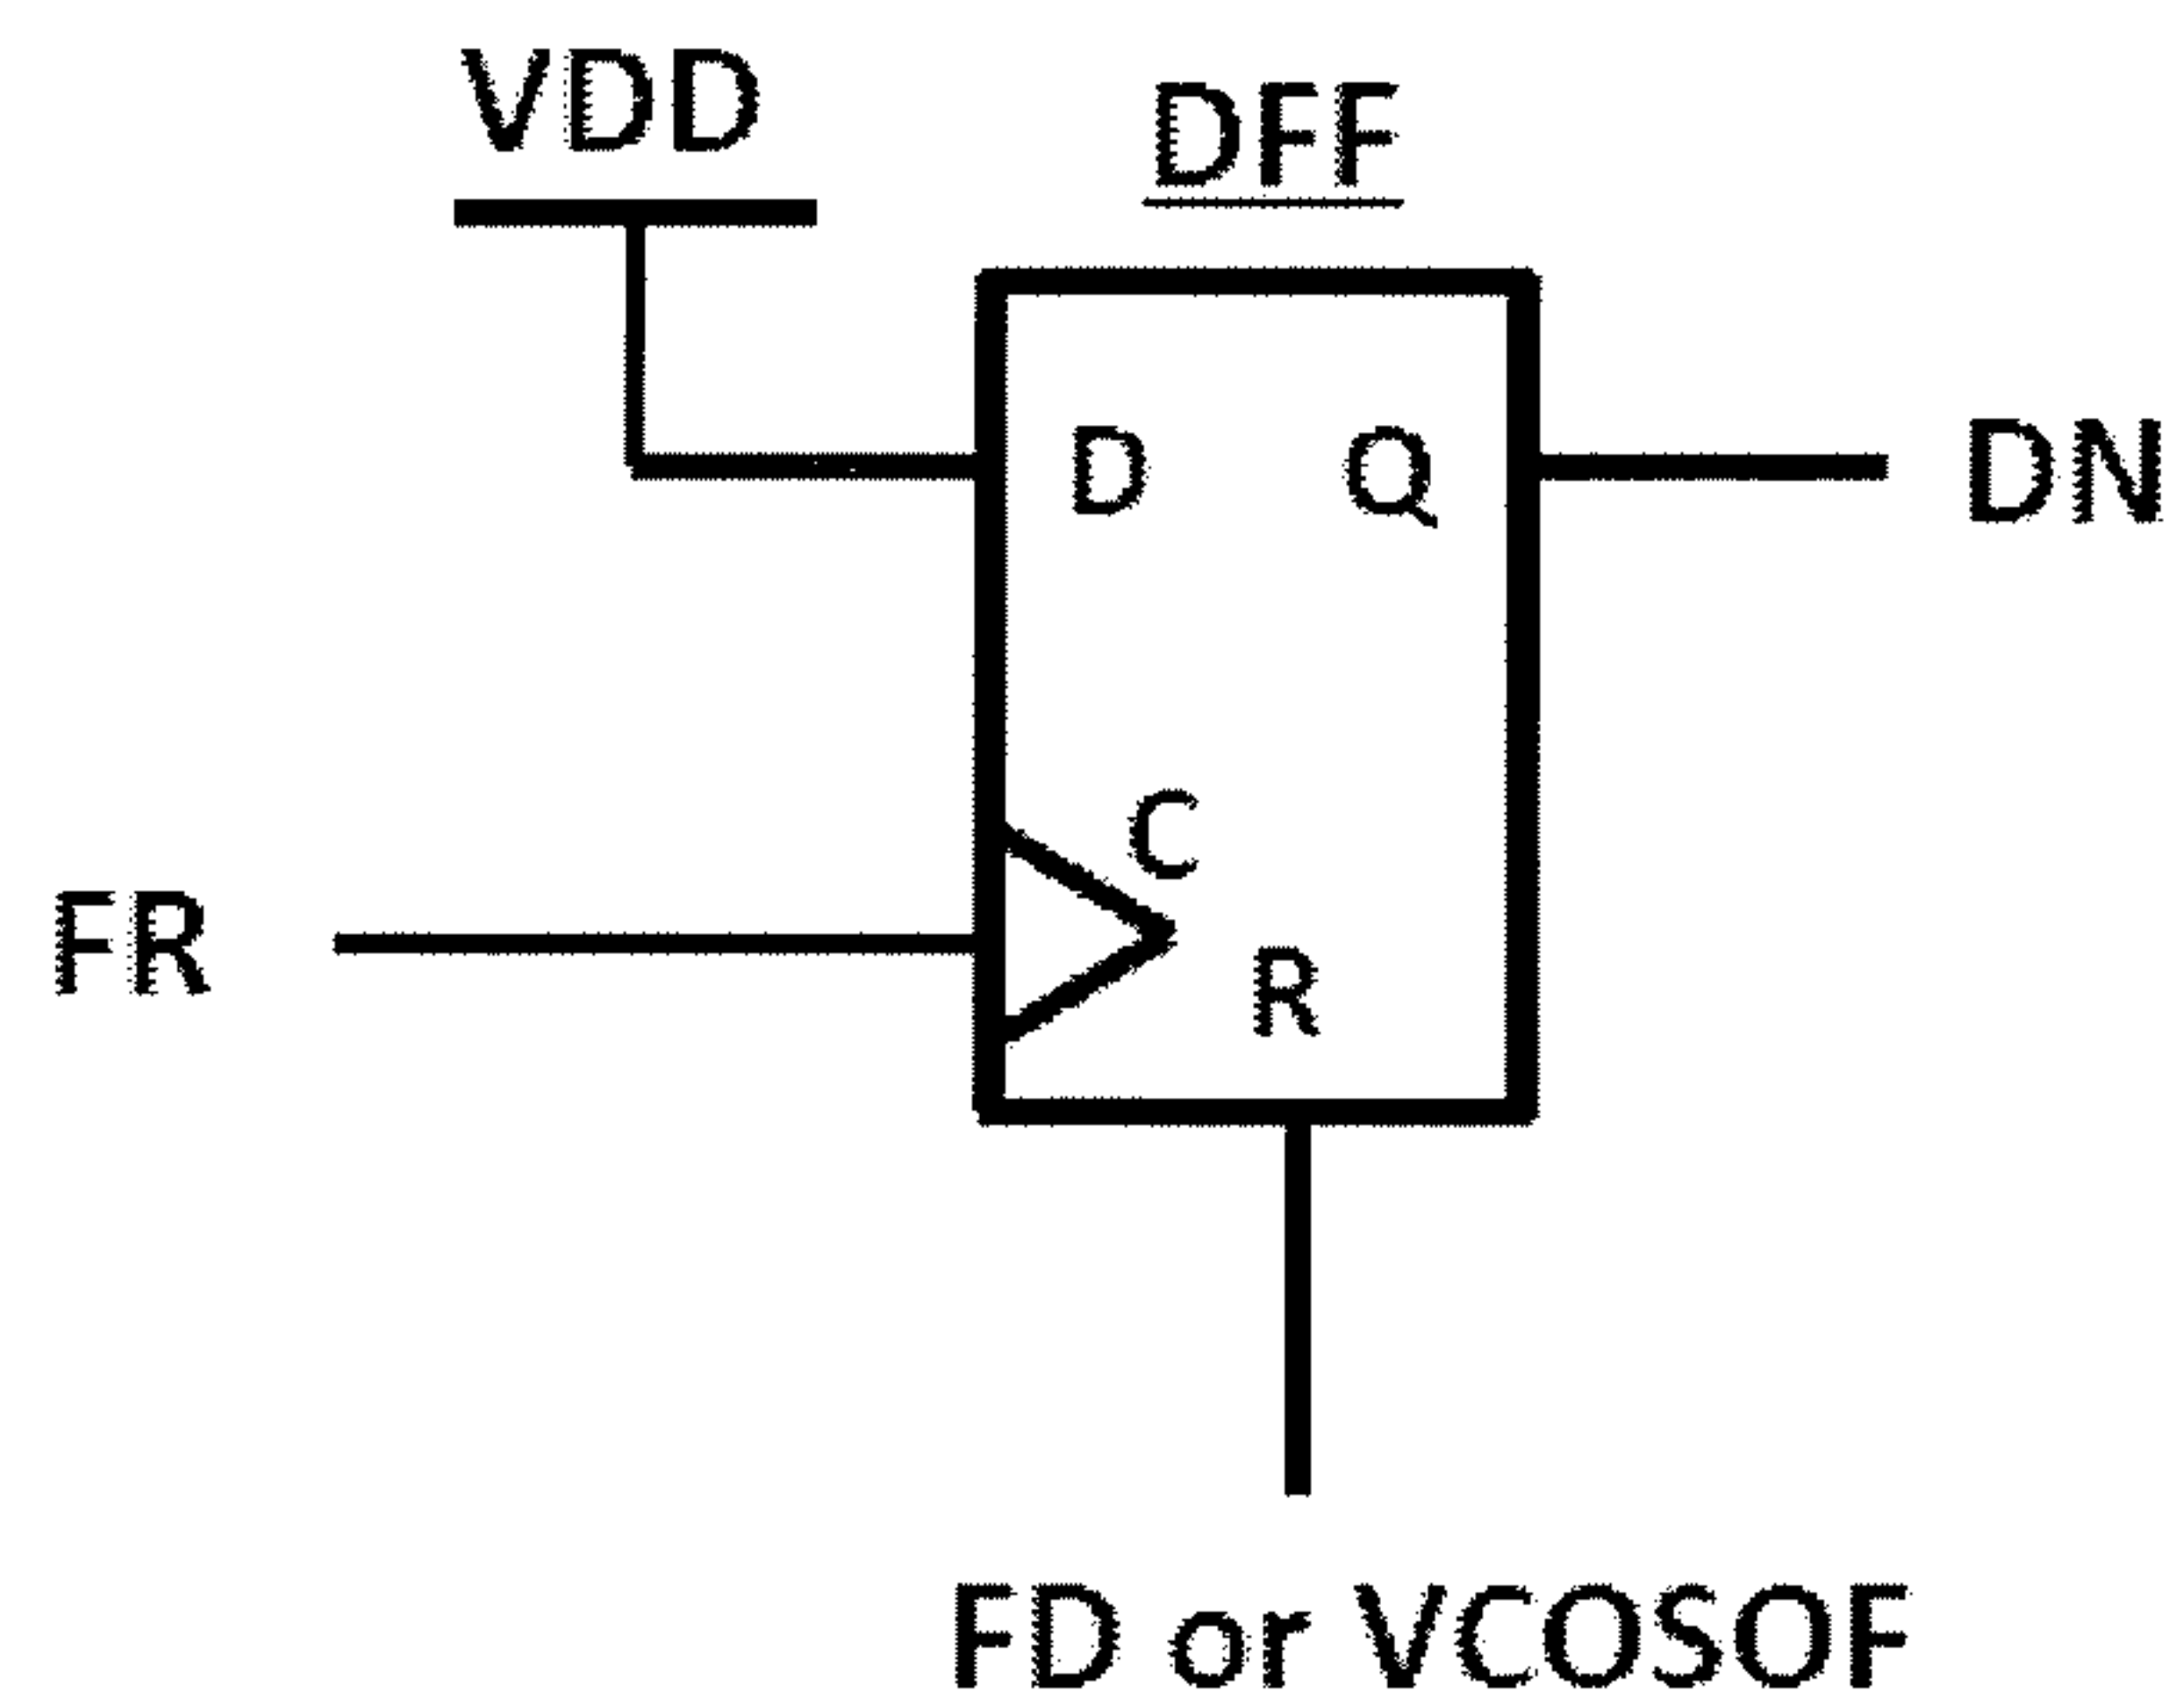 VDD
DFF
D
Q
DN
C
FR
R
FD or VCOSOF